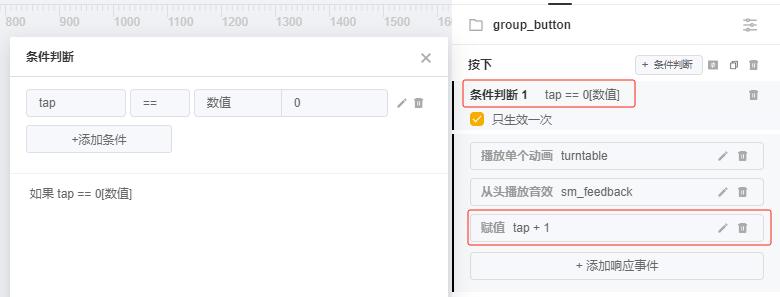 800 900 1000 1100 1200 1300 1400 1500
条件判断
tap == 数值 0
+添加条件
如果 tap == 0[数值]
group_button
按下
+ 条件判断
条件判断 1 tap == 0[数值]
只生效一次
播放单个动画 turntable
从头播放音效 sm_feedback
赋值 tap + 1
+ 添加响应事件